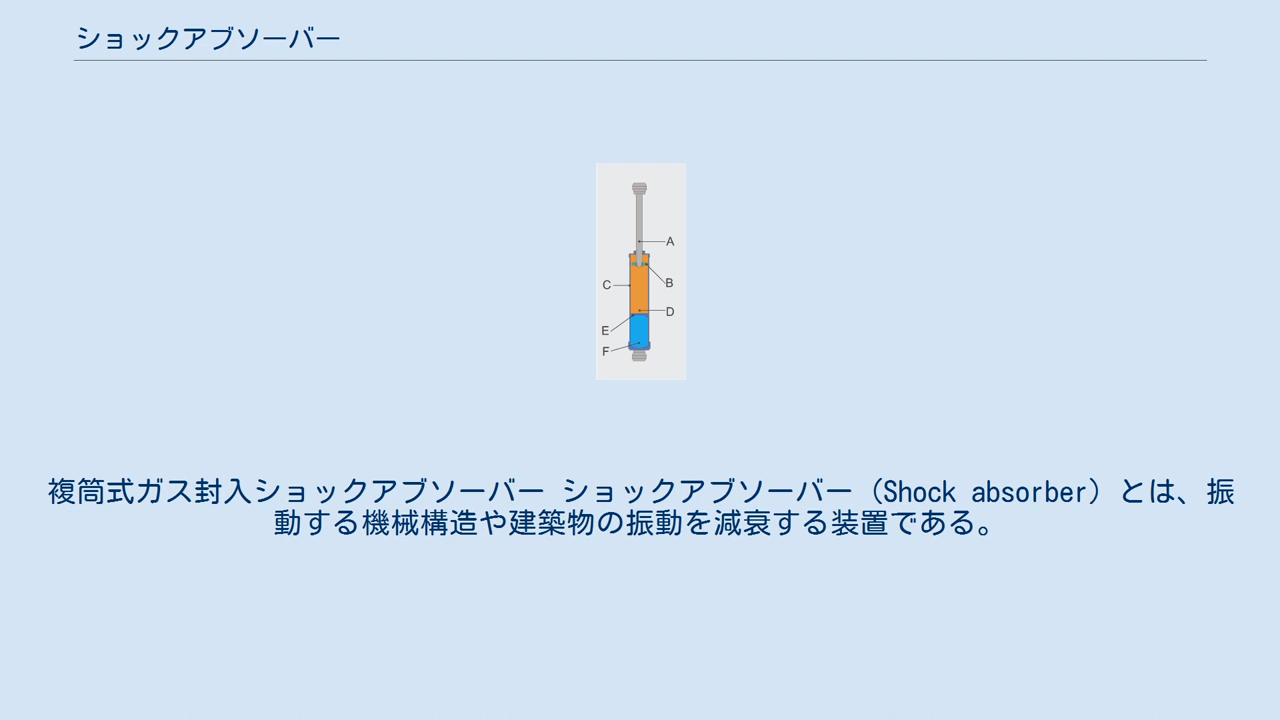 ショックアブソーバー
A
B
C
D
E
F
複筒式ガス封入ショックアブソーバー ショックアブソーバー（Shock absorber）とは、振
動する機械構造や建築物の振動を減衰する装置である。